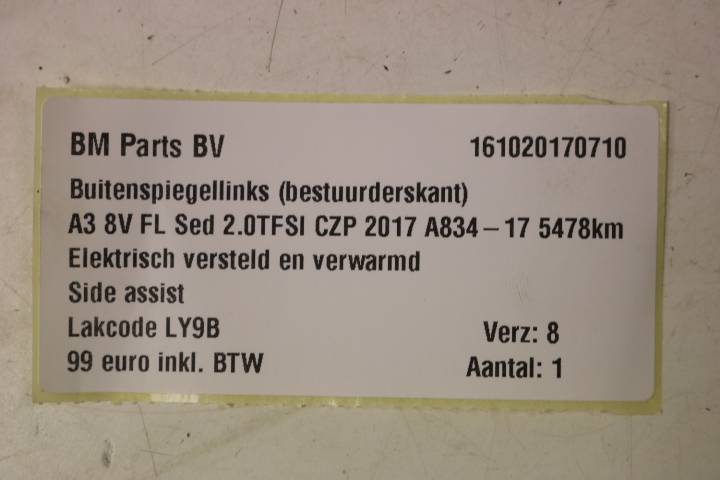 BM Parts BV 161020170710
Buitenspiegellinks (bestuurderskant)
A3 8V FL Sed 2.0TFSI CZP 2017 A834-17 5478km
Elektrisch versteld en verwarmd
Side assist
Lakcode LY9B Verz: 8
99 euro inkl. BTW Aantal: 1